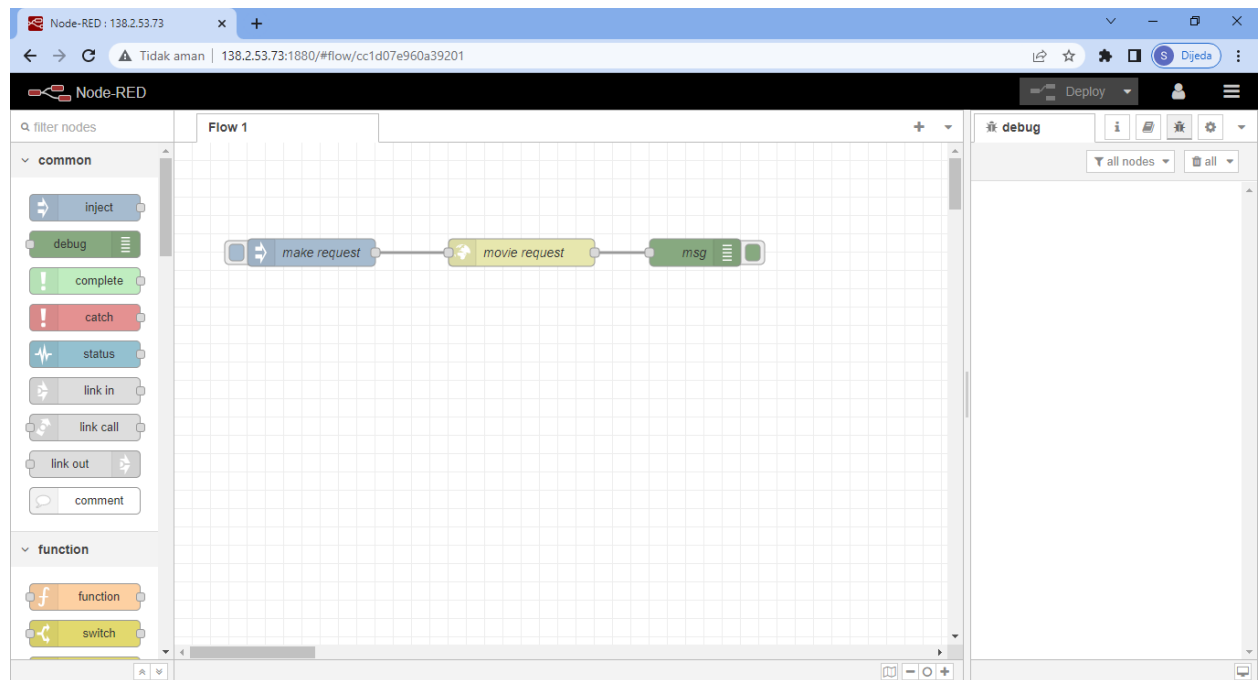 Node-RED : 138.2.53.73
Tidak aman | 138.2.53.73:1880/#flow/cc1d07e960a39201
S Dijeda
Node-RED
Deploy
filter nodes
Flow 1
debug
i
all nodes
all
common
inject
debug
complete
catch
status
link in
link call
link out
comment
function
function
switch
make request
movie request
msg